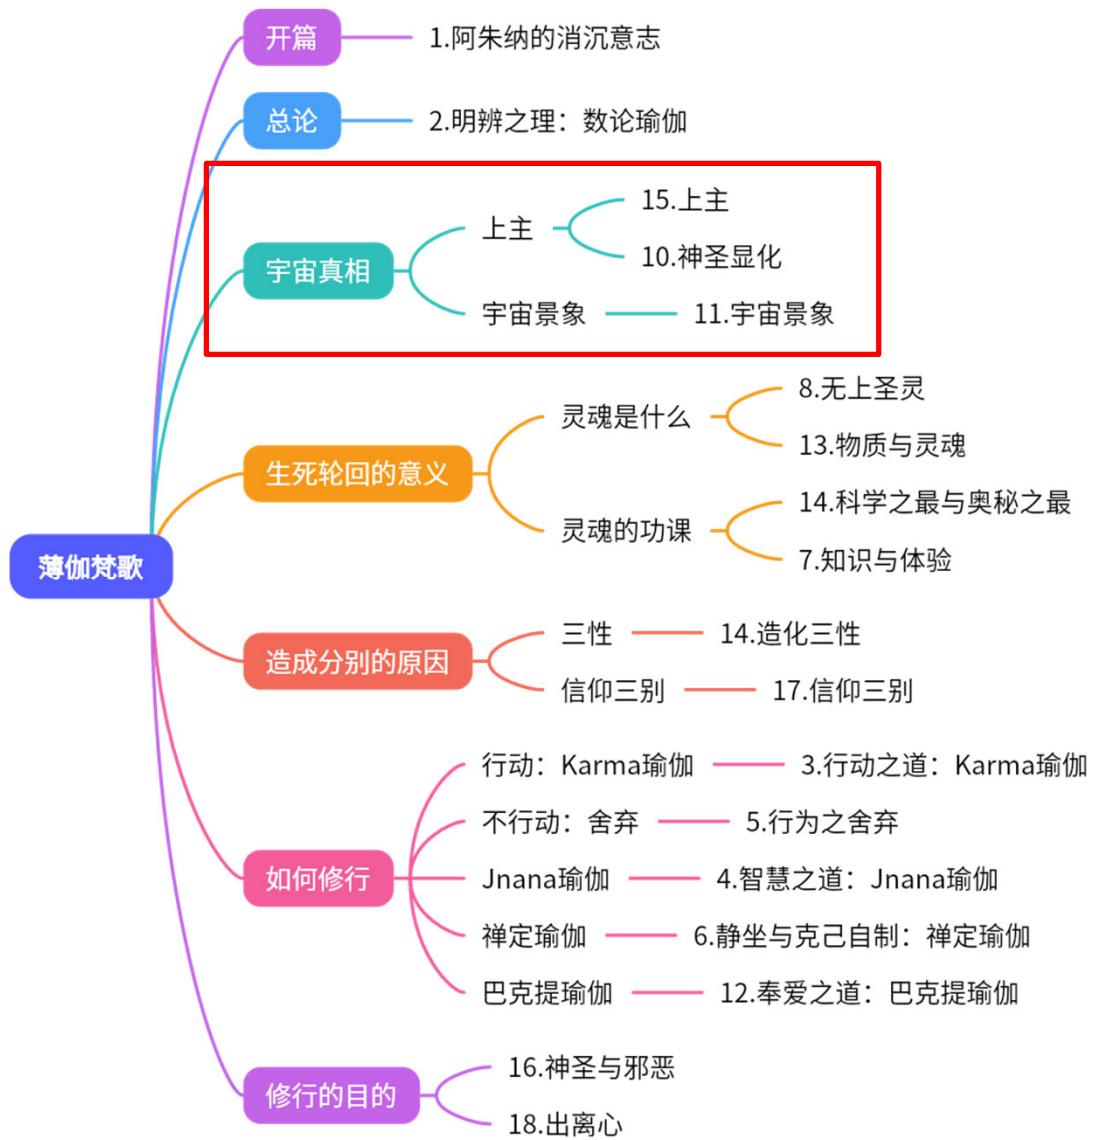 薄伽梵歌
开篇
1.阿朱纳的消沉意志
总论
2.明辨之理：数论瑜伽
宇宙真相
上主
15.上主
10.神圣显化
宇宙景象
11.宇宙景象
生死轮回的意义
灵魂是什么
8.无上圣灵
13.物质与灵魂
灵魂的功课
14.科学之最与奥秘之最
7.知识与体验
造成分别的原因
三性
14.造化三性
信仰三别
17.信仰三别
如何修行
行动：Karma瑜伽
3.行动之道：Karma瑜伽
不行动：舍弃
5.行为之舍弃
Jnana瑜伽
4.智慧之道：Jnana瑜伽
禅定瑜伽
6.静坐与克己自制：禅定瑜伽
巴克提瑜伽
12.奉爱之道：巴克提瑜伽
修行的目的
16.神圣与邪恶
18.出离心